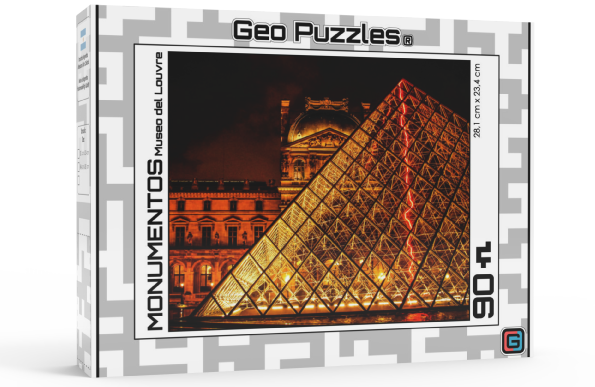 Geo Puzzles®
MONUMENTOS
Museo del Louvre
28,1 cm x 23,4 cm
90